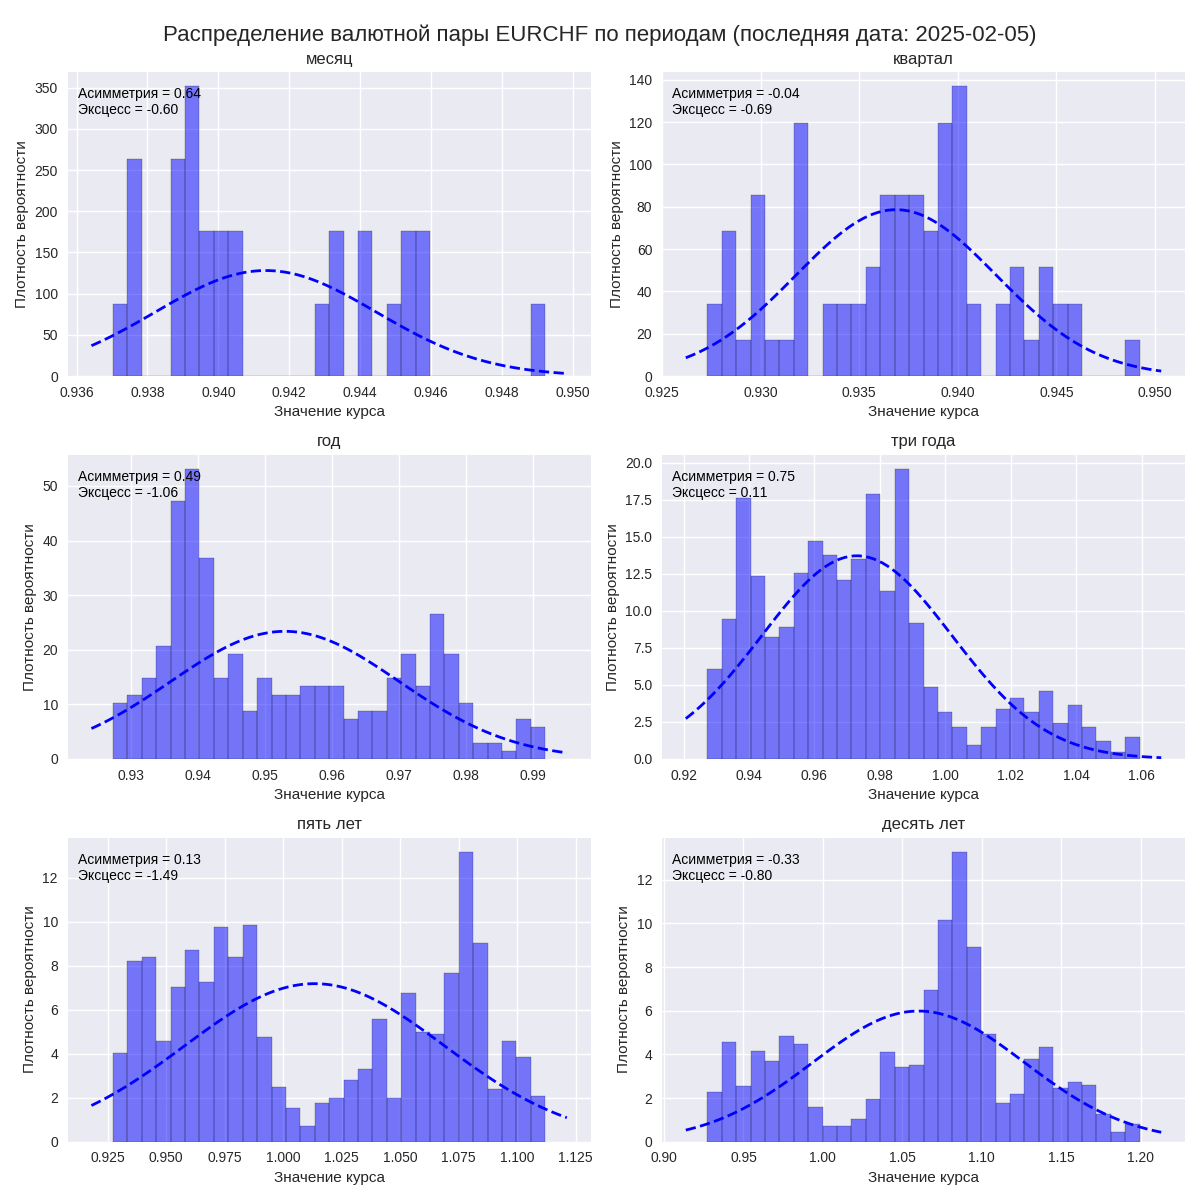 Распределение валютной пары EURCHF по периодам (последняя дата: 2025-02-05)
месяц
Асимметрия = 0.64
Эксцесс = -0.60
Плотность вероятности
350
300
250
200
150
100
50
0
0.936 0.938 0.940 0.942 0.944 0.946 0.948 0.950
Значение курса
квартал
Асимметрия = -0.04
Эксцесс = -0.69
Плотность вероятности
140
120
100
80
60
40
20
0
0.925 0.930 0.935 0.940 0.945 0.950
Значение курса
год
Асимметрия = 0.49
Эксцесс = -1.06
Плотность вероятности
50
40
30
20
10
0
0.93 0.94 0.95 0.96 0.97 0.98 0.99
Значение курса
три года
Асимметрия = 0.75
Эксцесс = 0.11
Плотность вероятности
20.0
17.5
15.0
12.5
10.0
7.5
5.0
2.5
0.0
0.92 0.94 0.96 0.98 1.00 1.02 1.04 1.06
Значение курса
пять лет
Асимметрия = 0.13
Эксцесс = -1.49
Плотность вероятности
12
10
8
6
4
2
0
0.925 0.950 0.975 1.000 1.025 1.050 1.075 1.100 1.125
Значение курса
десять лет
Асимметрия = -0.33
Эксцесс = -0.80
Плотность вероятности
12
10
8
6
4
2
0
0.90 0.95 1.00 1.05 1.10 1.15 1.20
Значение курса